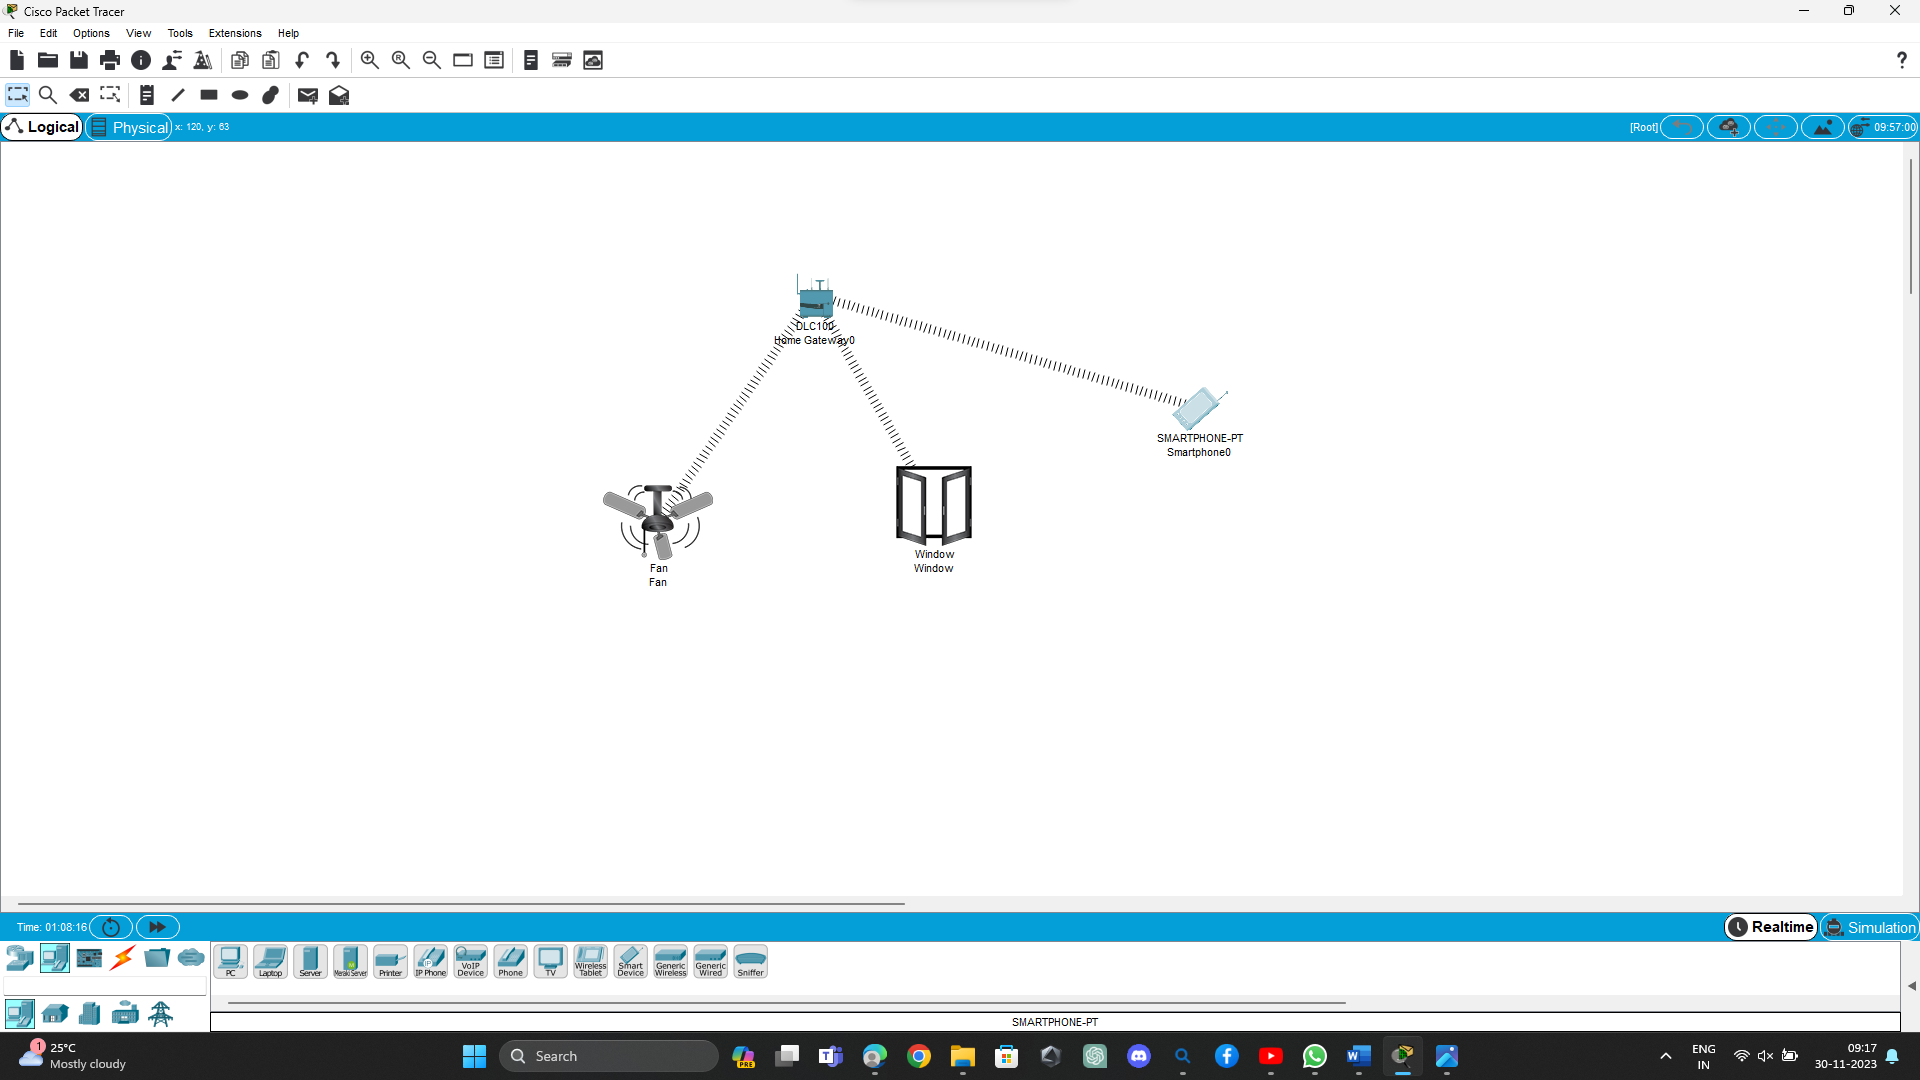 Cisco Packet Tracer
File Edit Options View Tools Extensions Help
Logical Physical x: 120, y: 63 [Root] 09:57:00
DLC100
Home Gateway0
SMARTPHONE-PT
Smartphone0
Window
Window
Fan
Fan
Time: 01:08:16 Realtime Simulation
PC Laptop Server Meraki Server Printer IP Phone VoIP Device Phone TV Wireless Tablet Smart Device Generic Wireless Generic Wired Sniffer
SMARTPHONE-PT
1 25°C
Mostly cloudy
Search
PRE
ENG
IN
09:17
30-11-2023